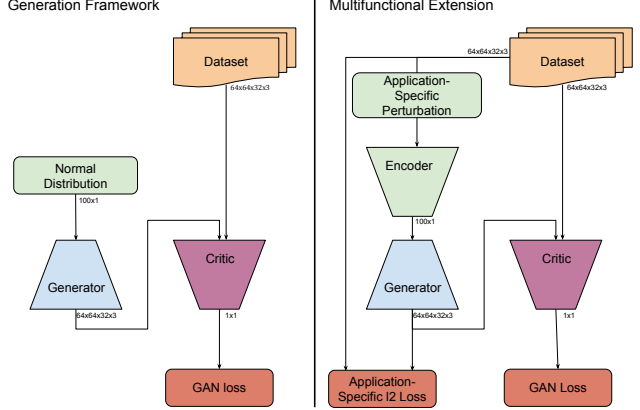 Generation Framework
Dataset
64x64x32x3
Normal
Distribution
100x1
Generator
Critic
64x64x32x3
1x1
GAN loss
Multifunctional Extension
64x64x32x3
Dataset
64x64x32x3
Application-
Specific
Perturbation
Encoder
100x1
Generator
Critic
64x64x32x3
1x1
Application-
Specific l2 Loss
GAN Loss